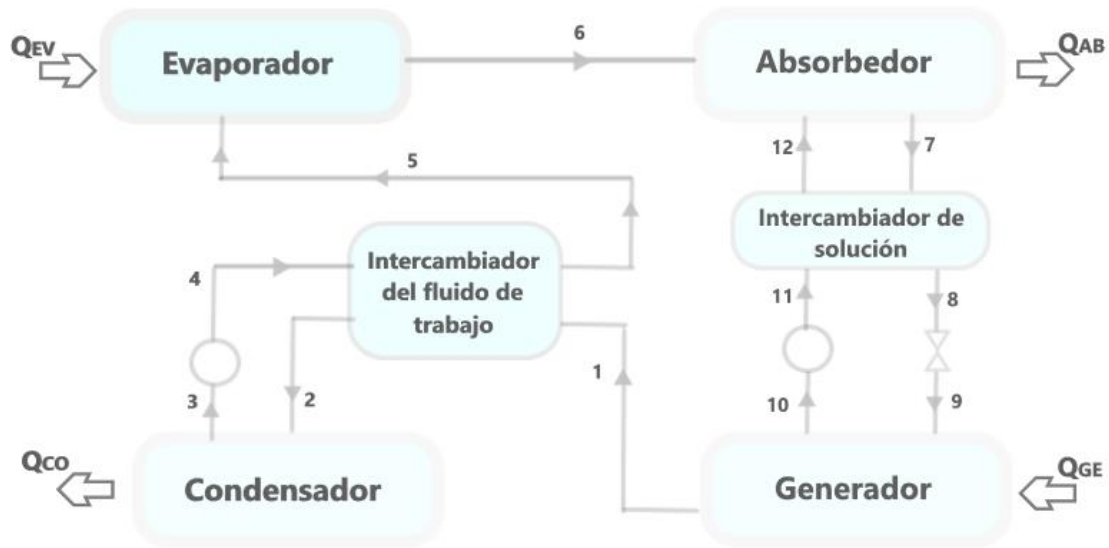 6
QEV
Evaporador
Absorbedor
QAB
12
7
5
Intercambiador de
solución
4
Intercambiador
del fluido de
trabajo
11
8
1
3
2
10
9
QCO
Condensador
Generador
QGE